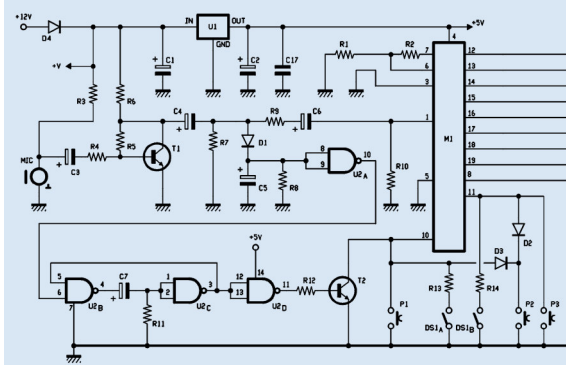 +12V
D4
IN
U1
OUT
GND
+5V
+V
R3
R6
C1
+
C2
+
C17
R1
R2
7
6
3
4
12
13
14
15
16
17
18
19
8
11
M1
1
5
10
C4
+
R9
C6
+
R7
D1
R4
R5
T1
MIC
C3
+
C5
+
R8
8
9
10
U2A
R10
5
6
4
7
U2B
C7
+
1
2
3
U2C
R11
+5V
12
13
14
11
U2D
R12
T2
D3
D2
R13
R14
P1
DS1A
DS1B
P2
P3